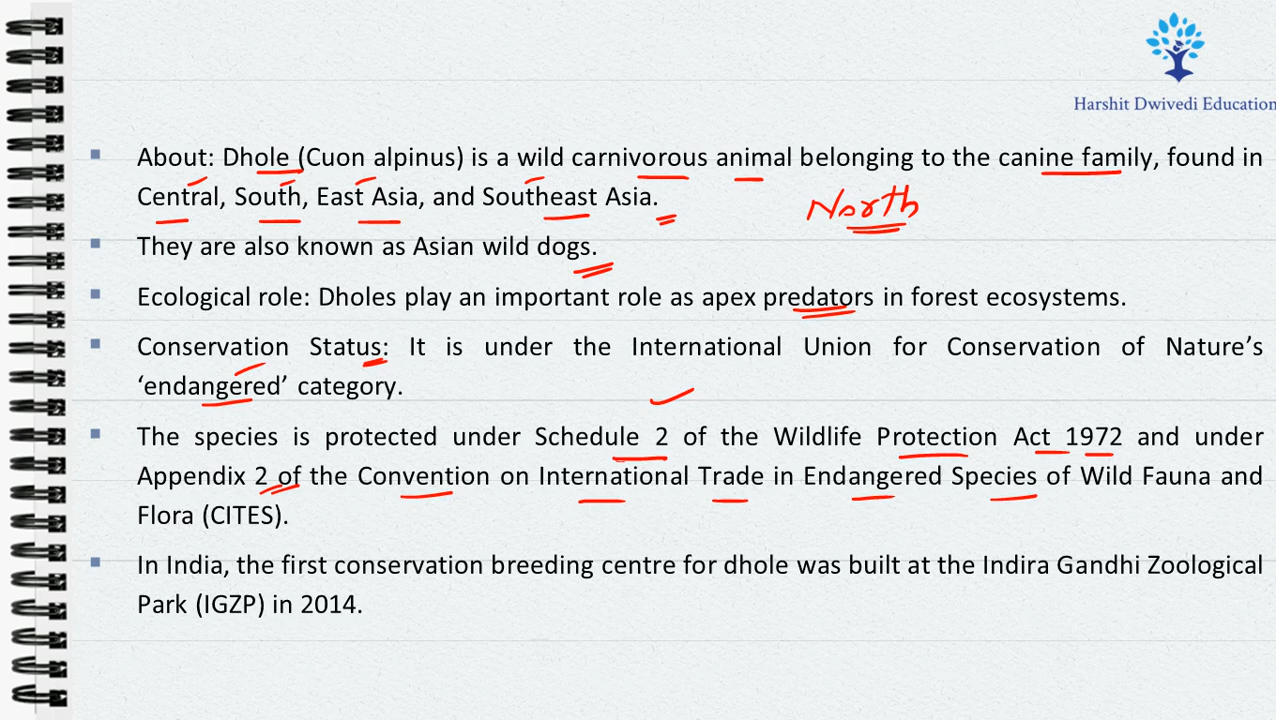 Harshit Dwivedi Education
About: Dhole (Cuon alpinus) is a wild carnivorous animal belonging to the canine family, found in
Central, South, East Asia, and Southeast Asia.
North
They are also known as Asian wild dogs.
Ecological role: Dholes play an important role as apex predators in forest ecosystems.
Conservation Status: It is under the International Union for Conservation of Nature’s
‘endangered’ category.
The species is protected under Schedule 2 of the Wildlife Protection Act 1972 and under
Appendix 2 of the Convention on International Trade in Endangered Species of Wild Fauna and
Flora (CITES).
In India, the first conservation breeding centre for dhole was built at the Indira Gandhi Zoological
Park (IGZP) in 2014.